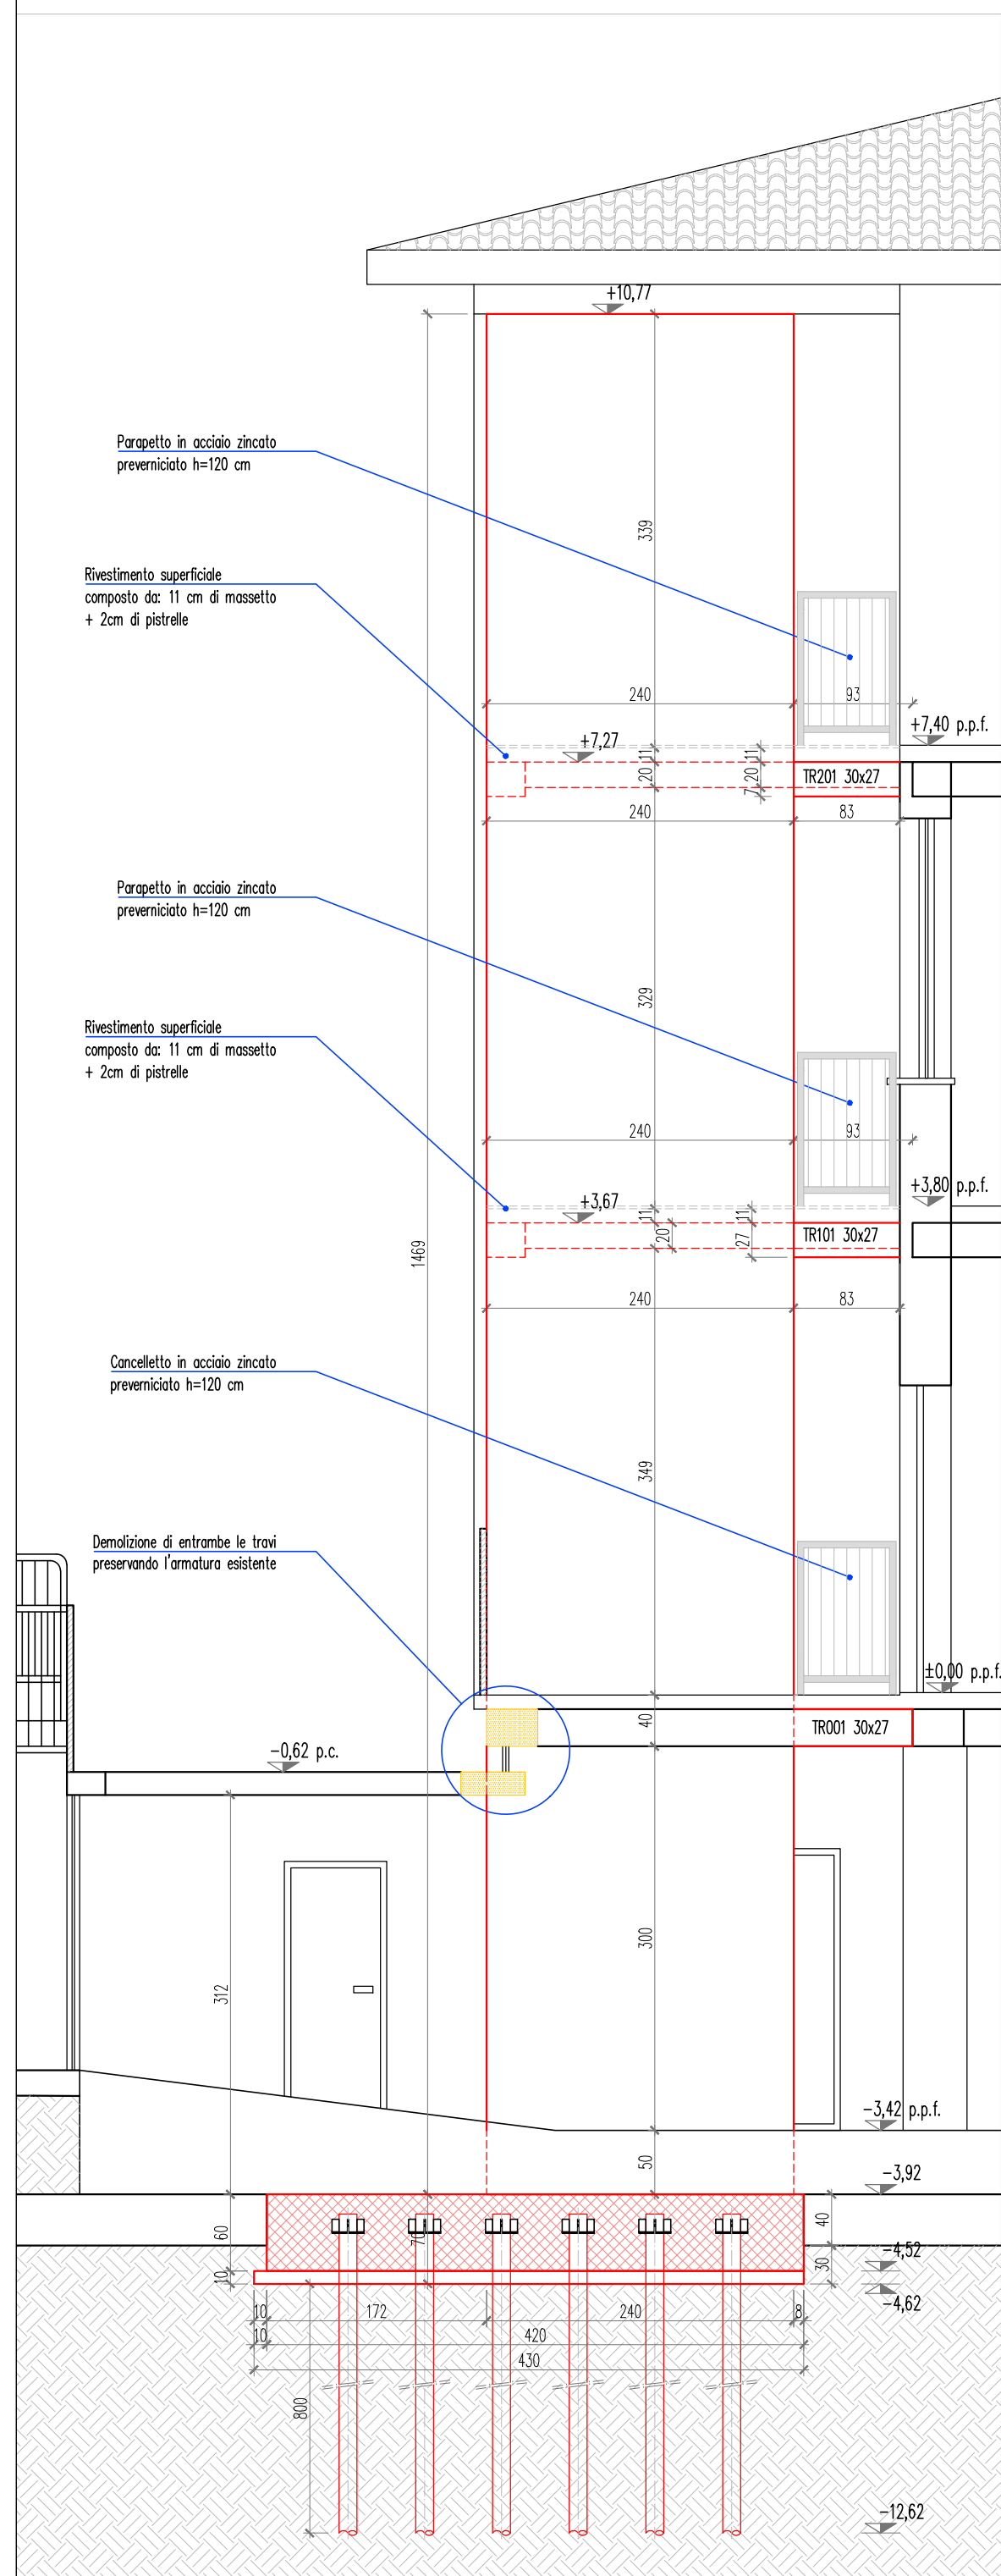 +10,77
Parapetto in acciaio zincato
preverniciato h=120 cm
339
Rivestimento superficiale
composto da: 11 cm di massetto
+ 2cm di pistrelle
240
93
+7,40 p.p.f.
+7,27
11
11
20
20
7
TR201 30x27
240
83
Parapetto in acciaio zincato
preverniciato h=120 cm
329
Rivestimento superficiale
composto da: 11 cm di massetto
+ 2cm di pistrelle
240
93
+3,80 p.p.f.
+3,67
11
11
20
27
TR101 30x27
1469
240
83
Cancelletto in acciaio zincato
preverniciato h=120 cm
349
Demolizione di entrambe le travi
preservando l'armatura esistente
±0,00 p.p.f.
40
TR001 30x27
-0,62 p.c.
300
312
-3,42 p.p.f.
50
-3,92
60
70
40
-4,52
30
10
-4,62
10
172
240
8
10
420
430
800
-12,62